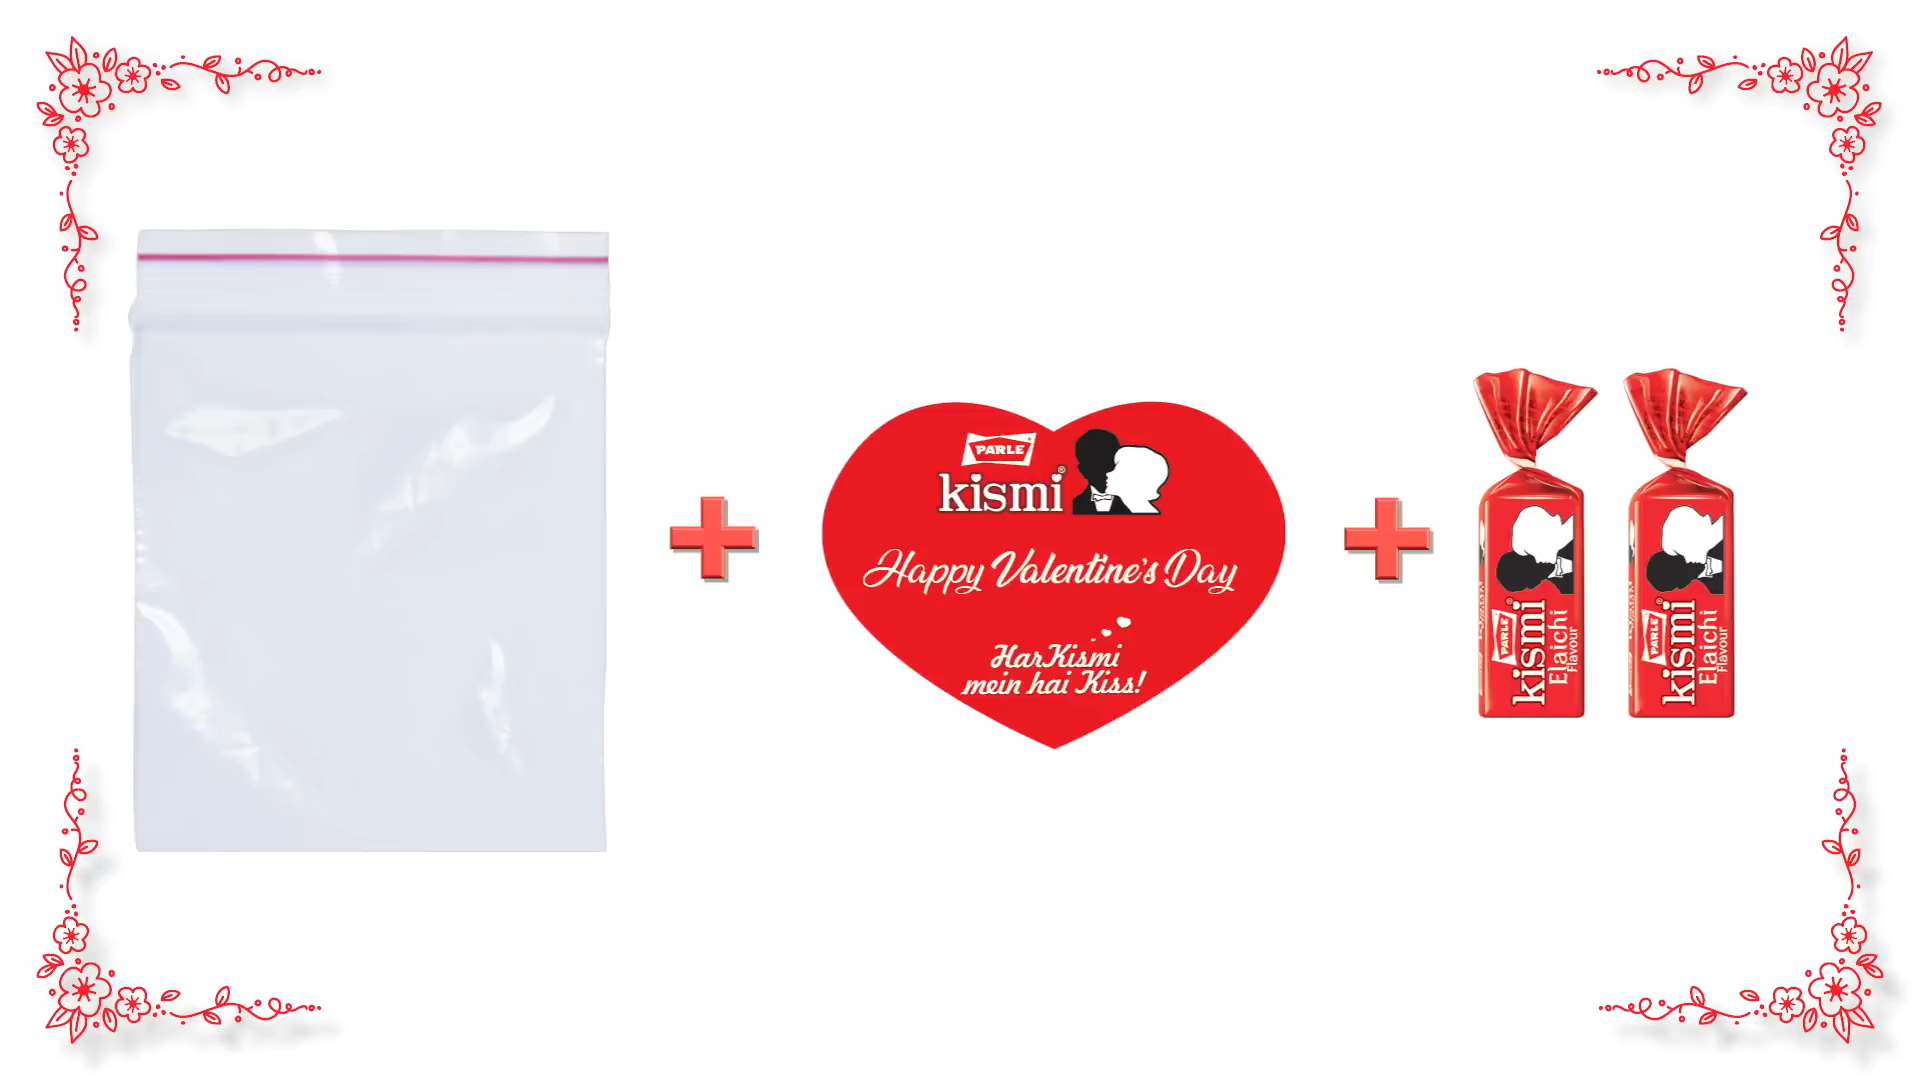 PARLE
kismi
Happy Valentine's Day
Har Kismi
mein hai Kiss!
PARLE
kismi
Elaichi
Flavour
PARLE
kismi
Elaichi
Flavour